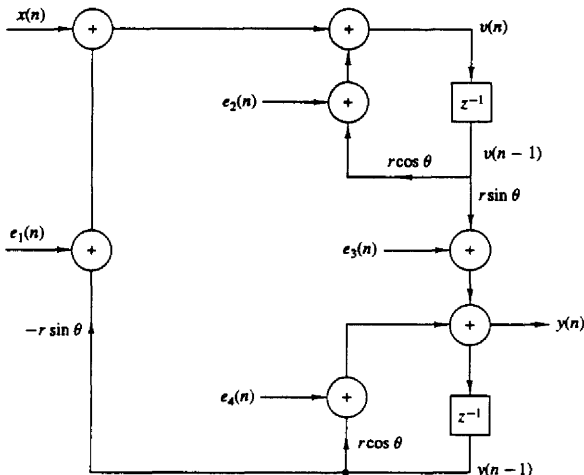 x(n)
+
+
v(n)
e₂(n)
+
z⁻¹
v(n − 1)
r cos θ
r sin θ
e₁(n)
+
e₃(n)
+
−r sin θ
+
y(n)
e₄(n)
+
z⁻¹
r cos θ
y(n−1)